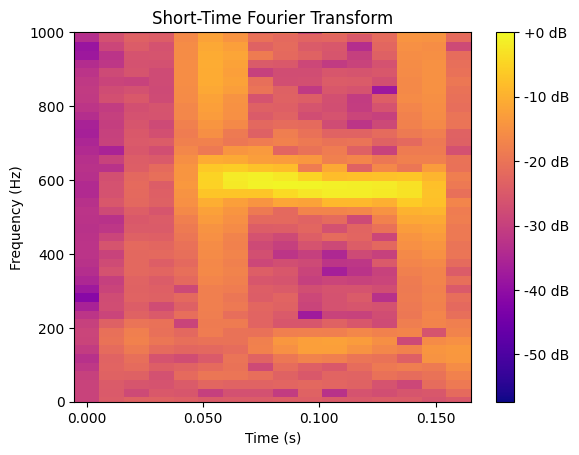 Short-Time Fourier Transform
Frequency (Hz)
1000
800
600
400
200
0
0.000
0.050
0.100
0.150
Time (s)
+0 dB
-10 dB
-20 dB
-30 dB
-40 dB
-50 dB